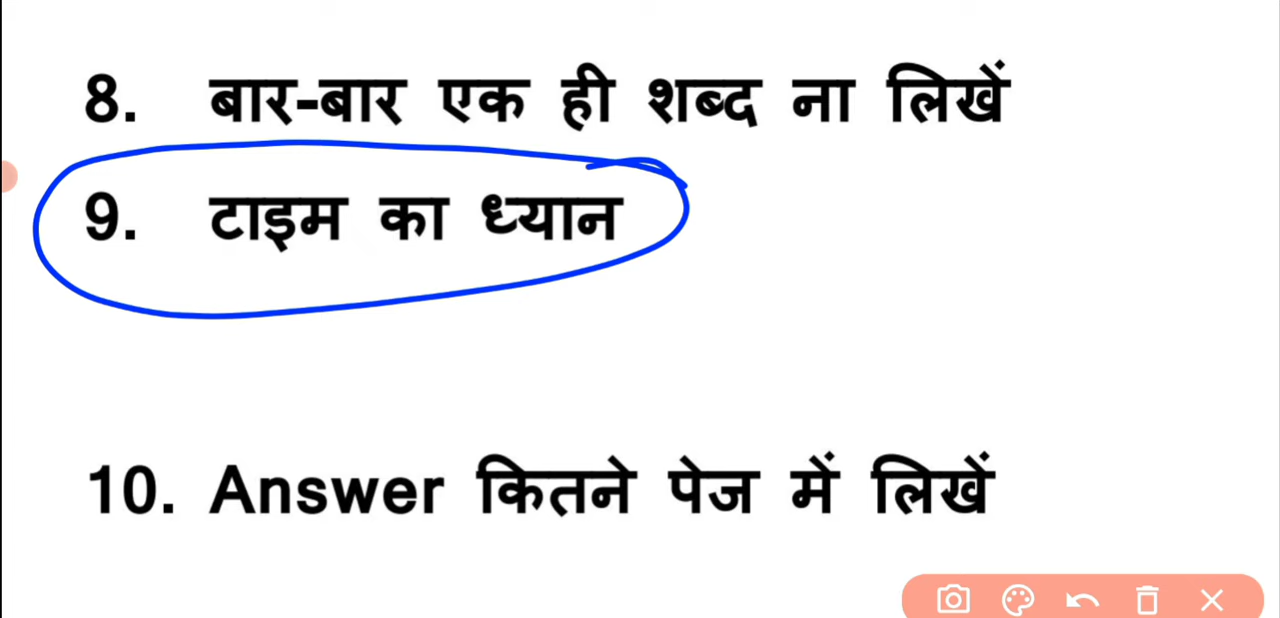 8. बार-बार एक ही शब्द ना लिखें
9. टाइम का ध्यान
10. Answer कितने पेज में लिखें